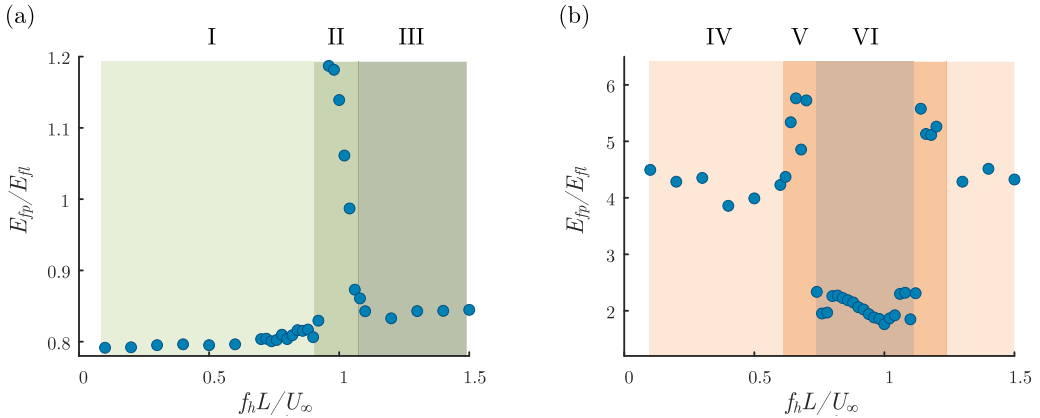 (a)
I II III
1.2
1.1
1
0.9
0.8
0 0.5 1 1.5
E_{fp}/E_{fl}
f_hL/U_∞
(b)
IV V VI
6
5
4
3
2
0 0.5 1 1.5
E_{fp}/E_{fl}
f_hL/U_∞